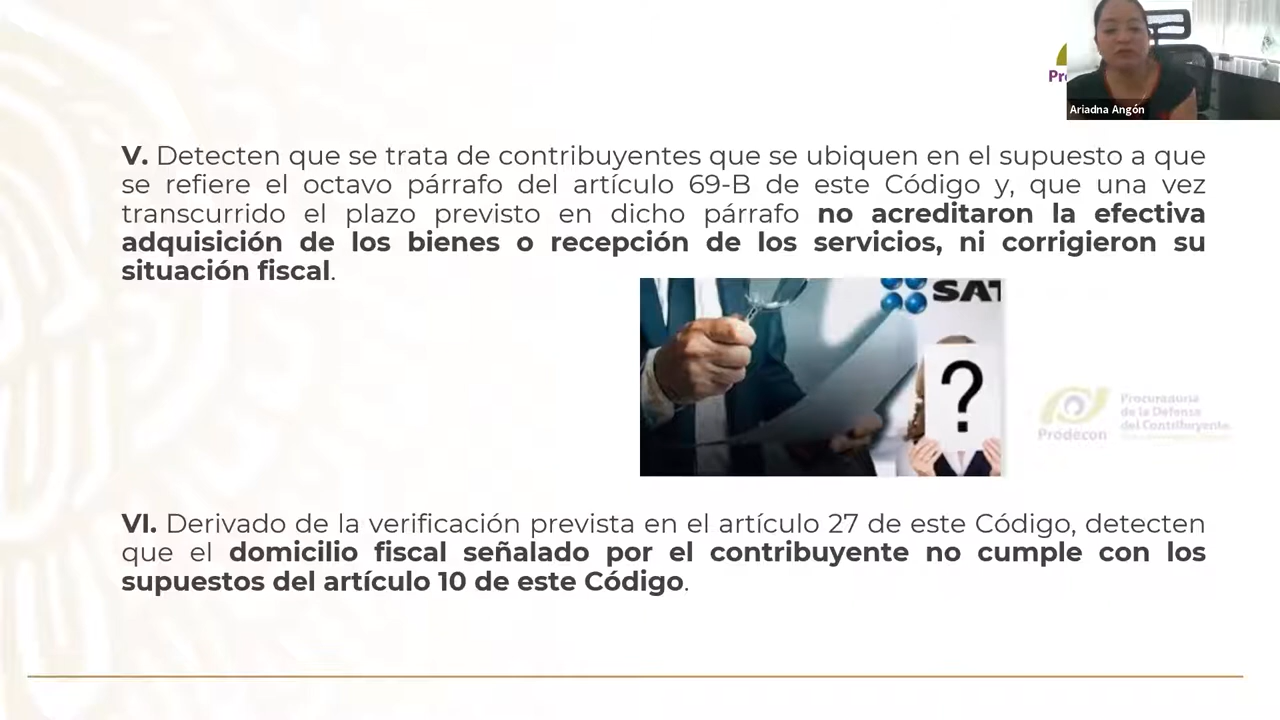 Ariadna Angón
V. Detecten que se trata de contribuyentes que se ubiquen en el supuesto a que
se refiere el octavo párrafo del artículo 69-B de este Código y, que una vez
transcurrido el plazo previsto en dicho párrafo no acreditaron la efectiva
adquisición de los bienes o recepción de los servicios, ni corrigieron su
situación fiscal.
SAT
?
Prodecon
Procuraduría
de la Defensa
del Contribuyente
VI. Derivado de la verificación prevista en el artículo 27 de este Código, detecten
que el domicilio fiscal señalado por el contribuyente no cumple con los
supuestos del artículo 10 de este Código.